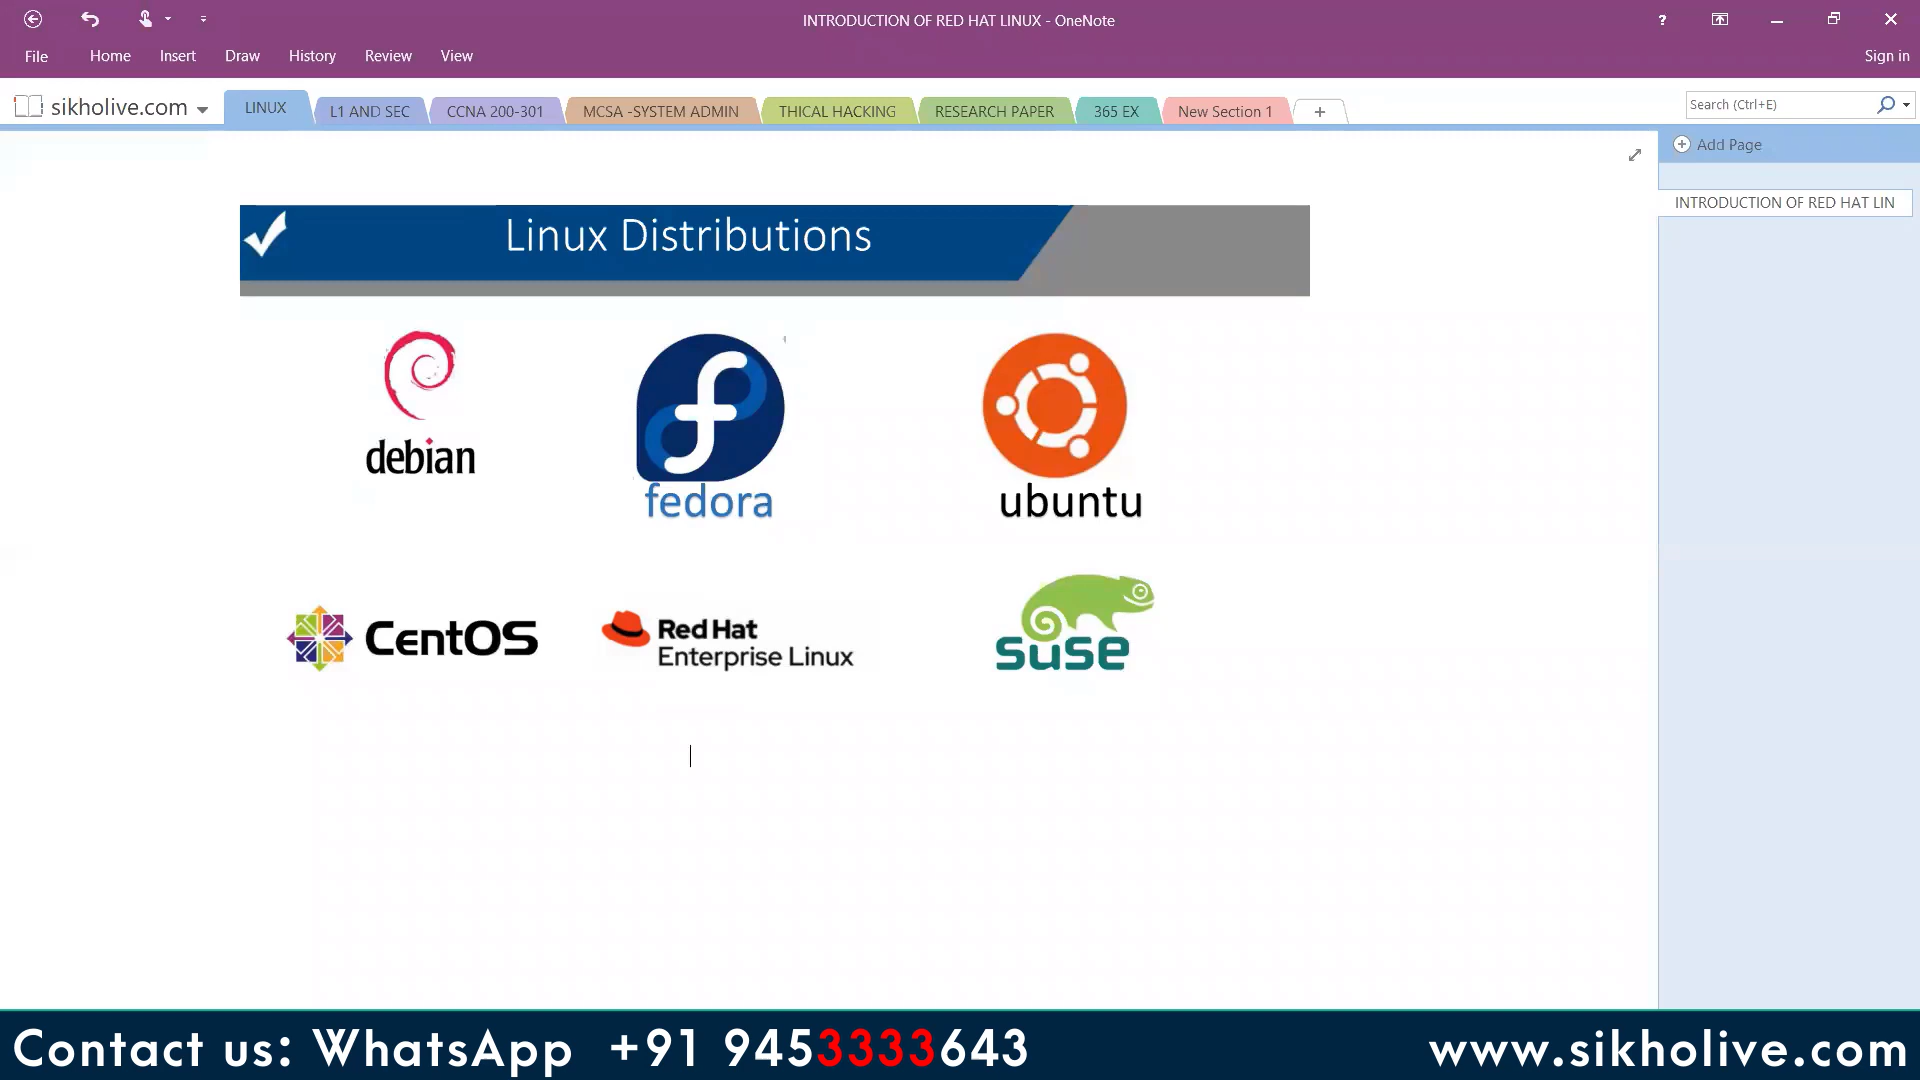 INTRODUCTION OF RED HAT LINUX - OneNote
?
File Home Insert Draw History Review View Sign in
sikholive.com LINUX L1 AND SEC CCNA 200-301 MCSA -SYSTEM ADMIN THICAL HACKING RESEARCH PAPER 365 EX New Section 1 + Search (Ctrl+E)
Add Page
INTRODUCTION OF RED HAT LIN
Linux Distributions
debian
fedora
ubuntu
CentOS
Red Hat
Enterprise Linux
suse
Contact us: WhatsApp +91 9453333643 www.sikholive.com